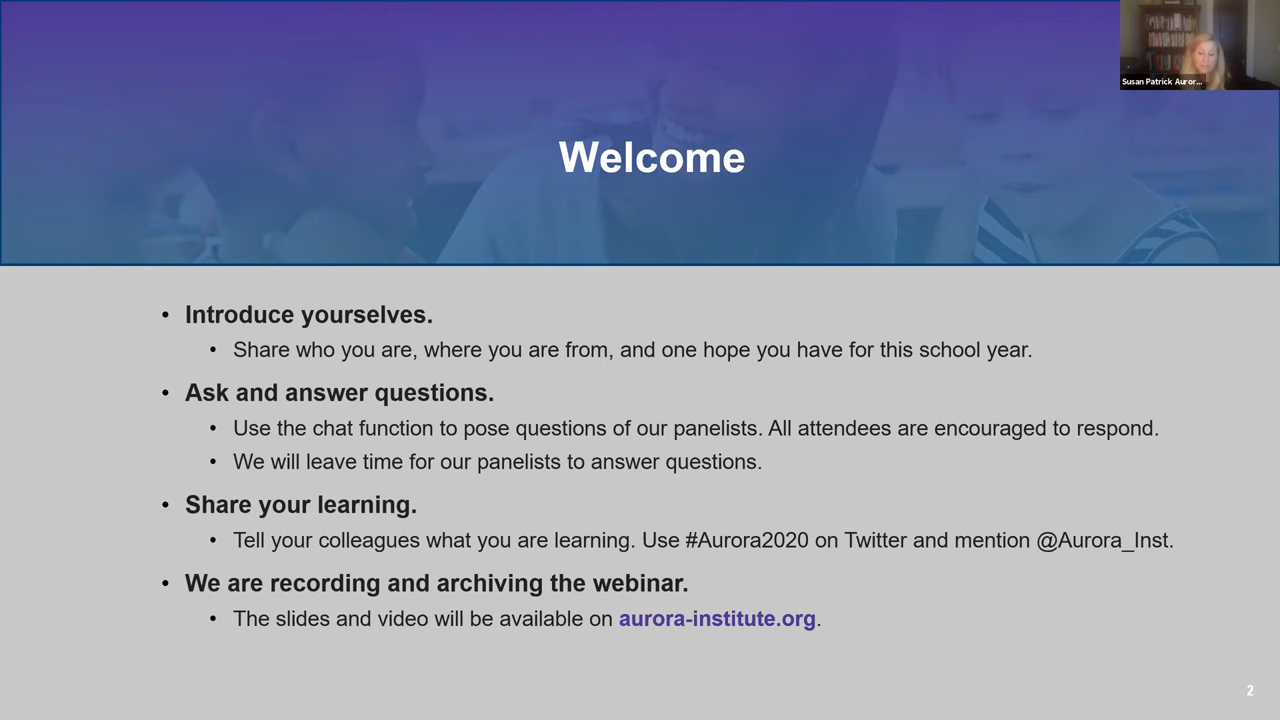 Susan Patrick Auror...
Welcome
• Introduce yourselves.
• Share who you are, where you are from, and one hope you have for this school year.
• Ask and answer questions.
• Use the chat function to pose questions of our panelists. All attendees are encouraged to respond.
• We will leave time for our panelists to answer questions.
• Share your learning.
• Tell your colleagues what you are learning. Use #Aurora2020 on Twitter and mention @Aurora_Inst.
• We are recording and archiving the webinar.
• The slides and video will be available on aurora-institute.org.
2